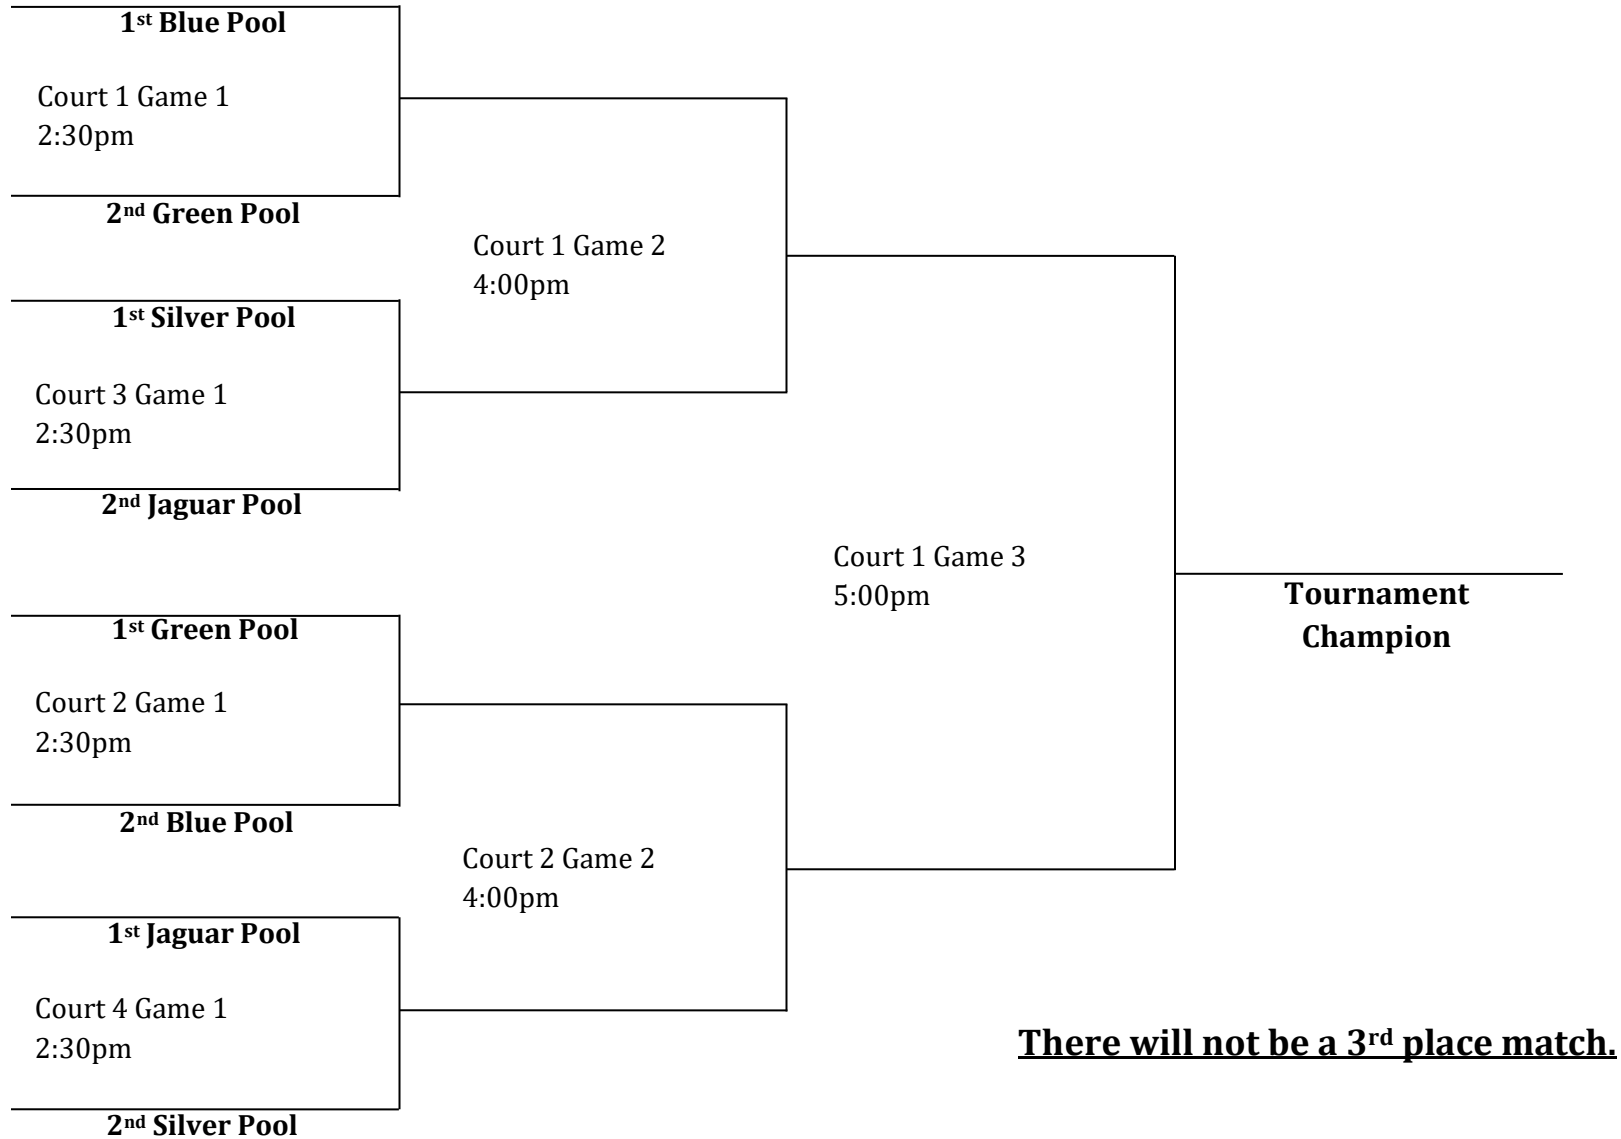 1st Blue Pool
Court 1 Game 1
2:30pm
2nd Green Pool
Court 1 Game 2
4:00pm
1st Silver Pool
Court 3 Game 1
2:30pm
2nd Jaguar Pool
Court 1 Game 3
5:00pm
Tournament
Champion
1st Green Pool
Court 2 Game 1
2:30pm
2nd Blue Pool
Court 2 Game 2
4:00pm
1st Jaguar Pool
Court 4 Game 1
2:30pm
2nd Silver Pool
There will not be a 3rd place match.